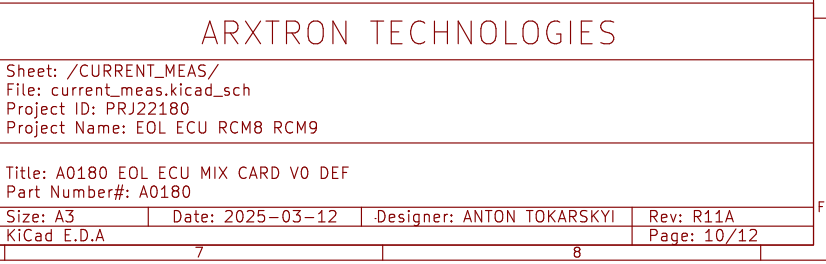 ARXTRON TECHNOLOGIES
Sheet: /CURRENT_MEAS/
File: current_meas.kicad_sch
Project ID: PRJ22180
Project Name: EOL ECU RCM8 RCM9
Title: A0180 EOL ECU MIX CARD V0 DEF
Part Number#: A0180
Size: A3 Date: 2025-03-12 Designer: ANTON TOKARSKYI Rev: R11A
KiCad E.D.A Page: 10/12
F
7 8